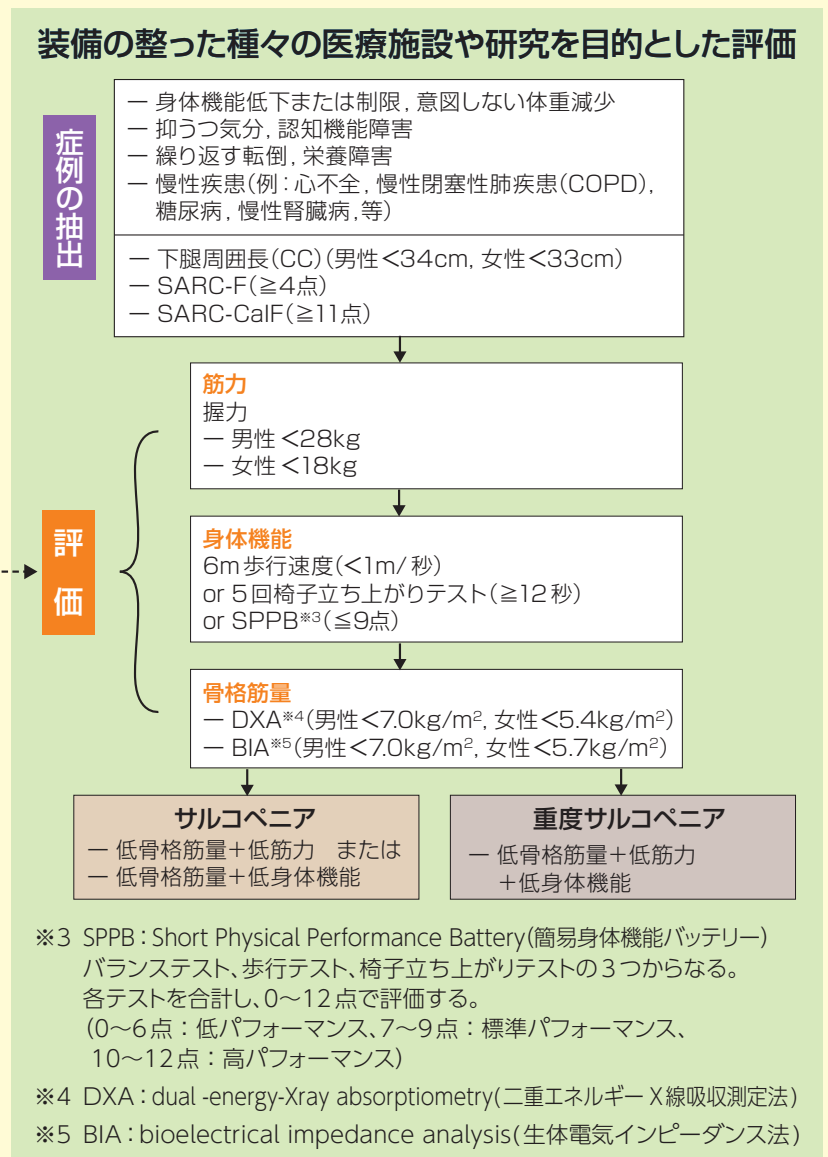 装備の整った種々の医療施設や研究を目的とした評価
症例の抽出
— 身体機能低下または制限, 意図しない体重減少
— 抑うつ気分, 認知機能障害
— 繰り返す転倒, 栄養障害
— 慢性疾患(例：心不全, 慢性閉塞性肺疾患(COPD),
糖尿病, 慢性腎臓病,等)
— 下腿周囲長(CC)(男性<34cm, 女性<33cm)
— SARC-F(≧4点)
— SARC-CalF(≧11点)
評価
筋力
握力
— 男性 <28kg
— 女性 <18kg
身体機能
6m歩行速度(<1m/秒)
or 5回椅子立ち上がりテスト(≧12秒)
or SPPB※3(≦9点)
骨格筋量
— DXA※4(男性<7.0kg/m², 女性<5.4kg/m²)
— BIA※5(男性<7.0kg/m², 女性<5.7kg/m²)
サルコペニア
— 低骨格筋量＋低筋力　または
— 低骨格筋量＋低身体機能
重度サルコペニア
— 低骨格筋量＋低筋力
＋低身体機能
※3 SPPB：Short Physical Performance Battery(簡易身体機能バッテリー)
バランステスト、歩行テスト、椅子立ち上がりテストの3つからなる。
各テストを合計し、0〜12点で評価する。
(0〜6点：低パフォーマンス、7〜9点：標準パフォーマンス、
10〜12点：高パフォーマンス)
※4 DXA：dual -energy-Xray absorptiometry(二重エネルギーX線吸収測定法)
※5 BIA：bioelectrical impedance analysis(生体電気インピーダンス法)